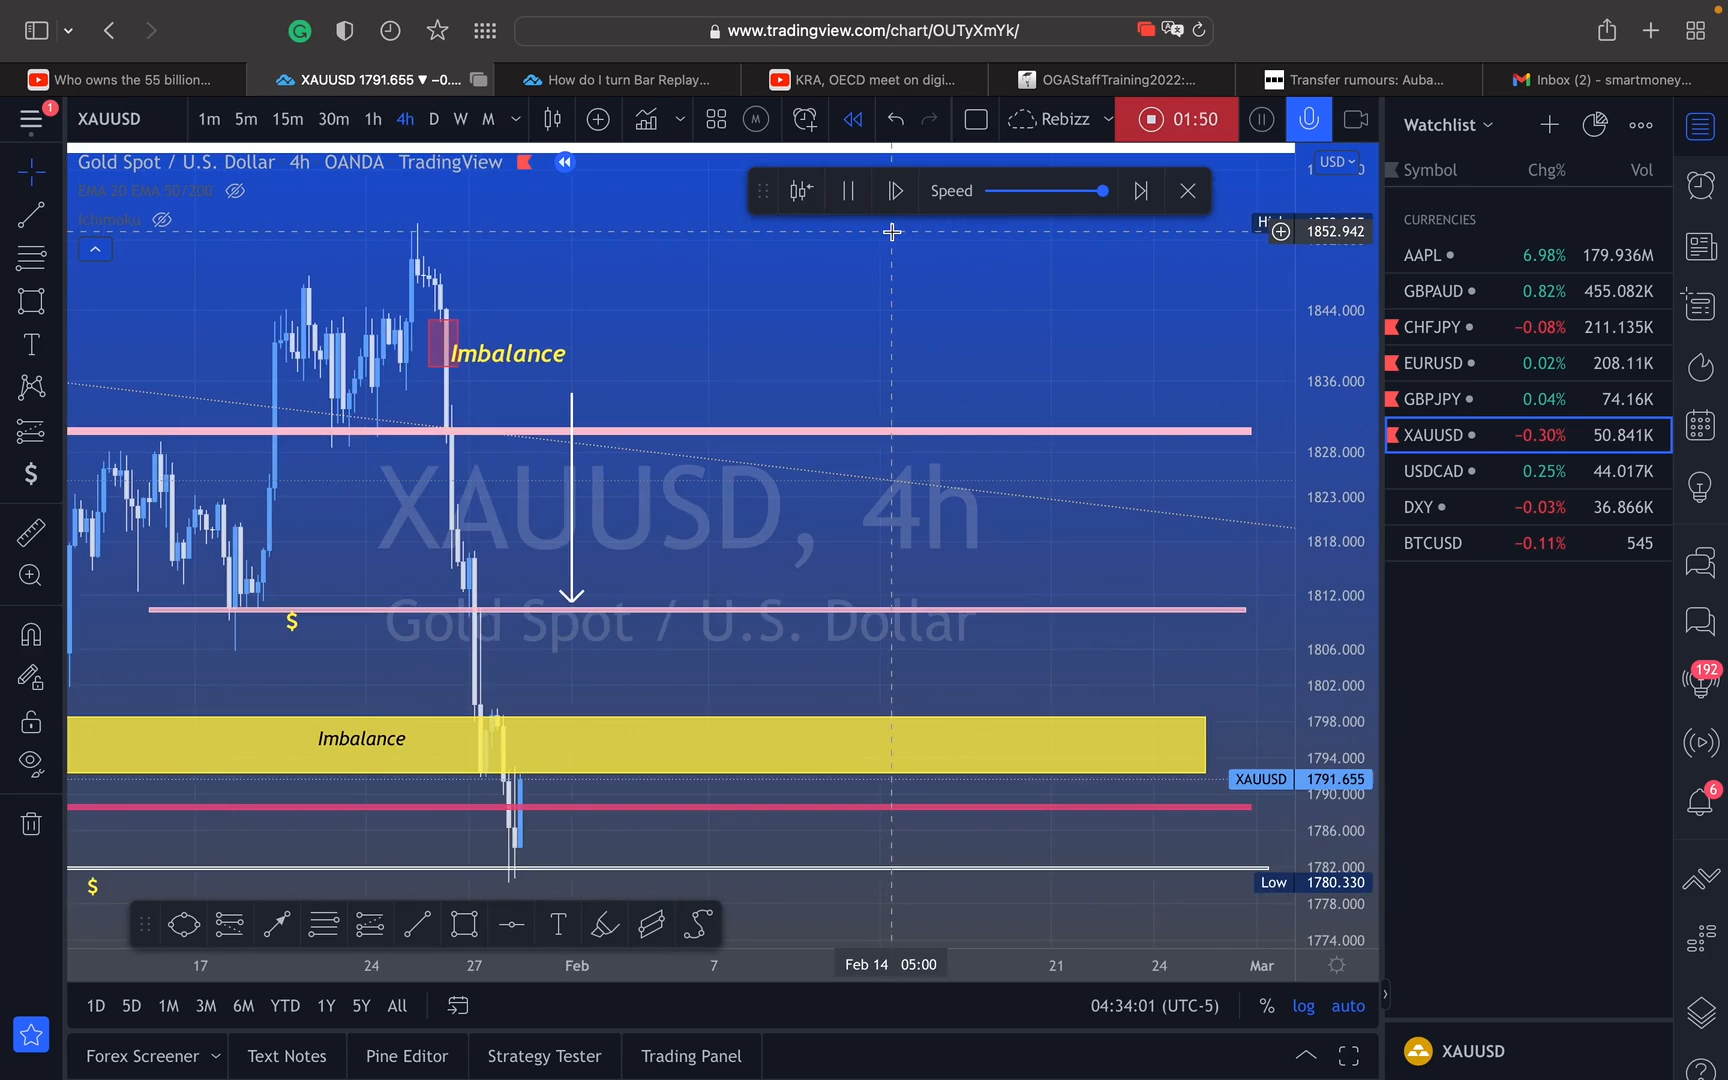 www.tradingview.com/chart/OUTyXmYk/
Who owns the 55 billion...
XAUUSD 1791.655 ▼ −0....
How do I turn Bar Replay...
KRA, OECD meet on digi...
OGAStaffTraining2022:...
Transfer rumours: Auba...
Inbox (2) - smartmoney...
1
XAUUSD
1m 5m 15m 30m 1h 4h D W M
Rebizz
01:50
Watchlist
Gold Spot / U.S. Dollar 4h OANDA TradingView
USD
EMA 20 EMA 50/200
Ichimoku
Speed
Symbol Chg% Vol
CURRENCIES
AAPL 6.98% 179.936M
GBPAUD 0.82% 455.082K
CHFJPY −0.08% 211.135K
EURUSD 0.02% 208.11K
GBPJPY 0.04% 74.16K
XAUUSD −0.30% 50.841K
USDCAD 0.25% 44.017K
DXY −0.03% 36.866K
BTCUSD −0.11% 545
1852.942
1844.000
Imbalance
1836.000
1828.000
1823.000
XAUUSD, 4h
1818.000
1812.000
$
Gold Spot / U.S. Dollar
1806.000
1802.000
1798.000
Imbalance
1794.000
XAUUSD 1791.655
1790.000
1786.000
1782.000
Low 1780.330
$
1778.000
1774.000
17 24 27 Feb 7 Feb 14 05:00 21 24 Mar
1D 5D 1M 3M 6M YTD 1Y 5Y All
04:34:01 (UTC-5) % log auto
Forex Screener Text Notes Pine Editor Strategy Tester Trading Panel
192
6
XAUUSD